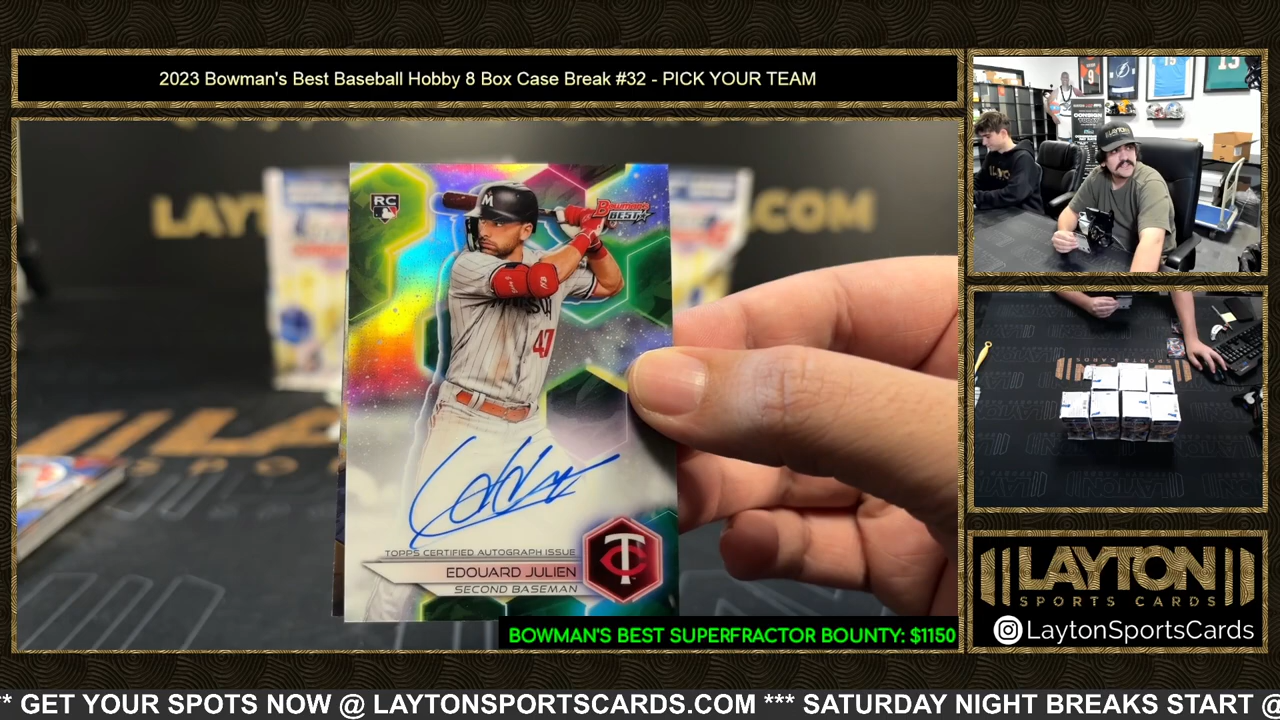 2023 Bowman's Best Baseball Hobby 8 Box Case Break #32 - PICK YOUR TEAM
RC
M
Bowman's
BEST
47
TOPPS CERTIFIED AUTOGRAPH ISSUE
EDOUARD JULIEN
SECOND BASEMAN
TC
BOWMAN'S BEST SUPERFRACTOR BOUNTY: $1150
LAYTON
SPORTS CARDS
LaytonSportsCards
** GET YOUR SPOTS NOW @ LAYTONSPORTSCARDS.COM *** SATURDAY NIGHT BREAKS START @